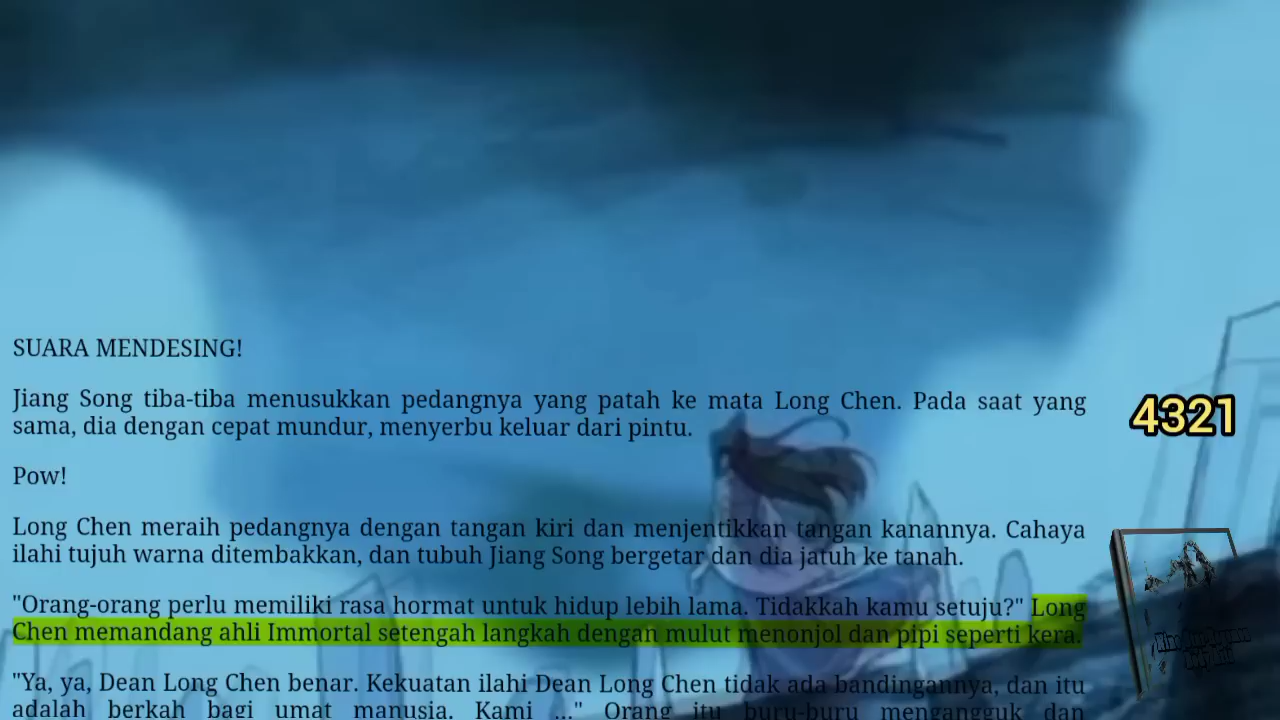 SUARA MENDESING!
Jiang Song tiba-tiba menusukkan pedangnya yang patah ke mata Long Chen. Pada saat yang
sama, dia dengan cepat mundur, menyerbu keluar dari pintu.
4321
Pow!
Long Chen meraih pedangnya dengan tangan kiri dan menjentikkan tangan kanannya. Cahaya
ilahi tujuh warna ditembakkan, dan tubuh Jiang Song bergetar dan dia jatuh ke tanah.
"Orang-orang perlu memiliki rasa hormat untuk hidup lebih lama. Tidakkah kamu setuju?" Long
Chen memandang ahli Immortal setengah langkah dengan mulut menonjol dan pipi seperti kera.
"Ya, ya, Dean Long Chen benar. Kekuatan ilahi Dean Long Chen tidak ada bandingannya, dan itu
adalah berkah bagi umat manusia. Kami ..." Orang itu buru-buru mengangguk dan